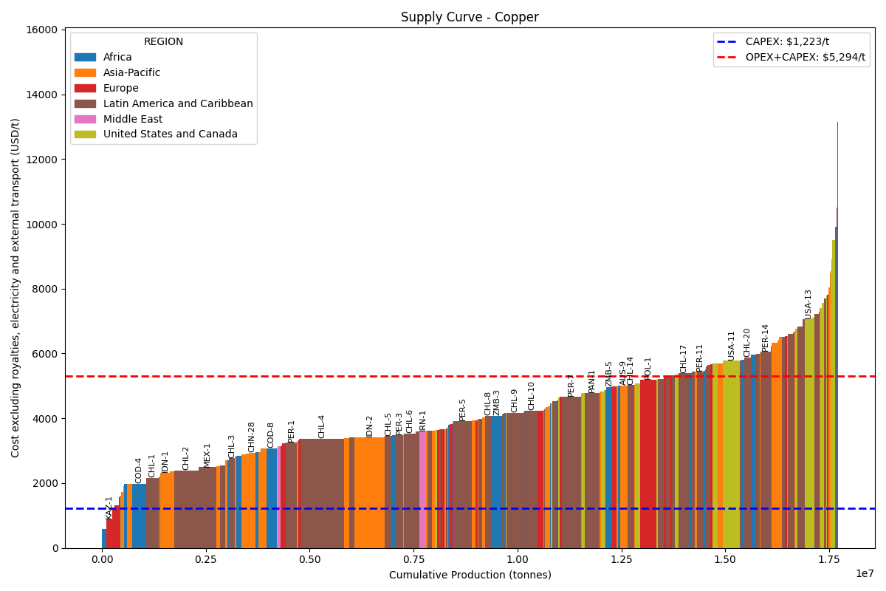 Supply Curve - Copper
16000
14000
12000
10000
8000
6000
4000
2000
0
Cost excluding royalties, electricity and external transport (USD/t)
REGION
Africa
Asia-Pacific
Europe
Latin America and Caribbean
Middle East
United States and Canada
CAPEX: $1,223/t
OPEX+CAPEX: $5,294/t
KAZ-1
COD-4
CHL-1
IDN-1
CHL-2
MEX-1
CHL-3
CHN-28
COD-8
PER-1
CHL-4
IDN-2
CHL-5
PER-3
CHL-6
IRN-1
PER-5
CHL-8
ZMB-3
CHL-9
CHL-10
PER-7
PAN-1
ZMB-5
AUS-9
CHL-14
POL-1
CHL-17
PER-11
USA-11
CHL-20
PER-14
USA-13
0.00
0.25
0.50
0.75
1.00
1.25
1.50
1.75
1e7
Cumulative Production (tonnes)